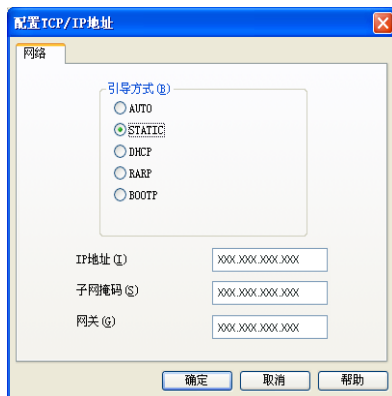 配置TCP/IP地址
网络
引导方式(B)
AUTO
STATIC
DHCP
RARP
BOOTP
IP地址(I) XXX.XXX.XXX.XXX
子网掩码(S) XXX.XXX.XXX.XXX
网关(G) XXX.XXX.XXX.XXX
确定 取消 帮助